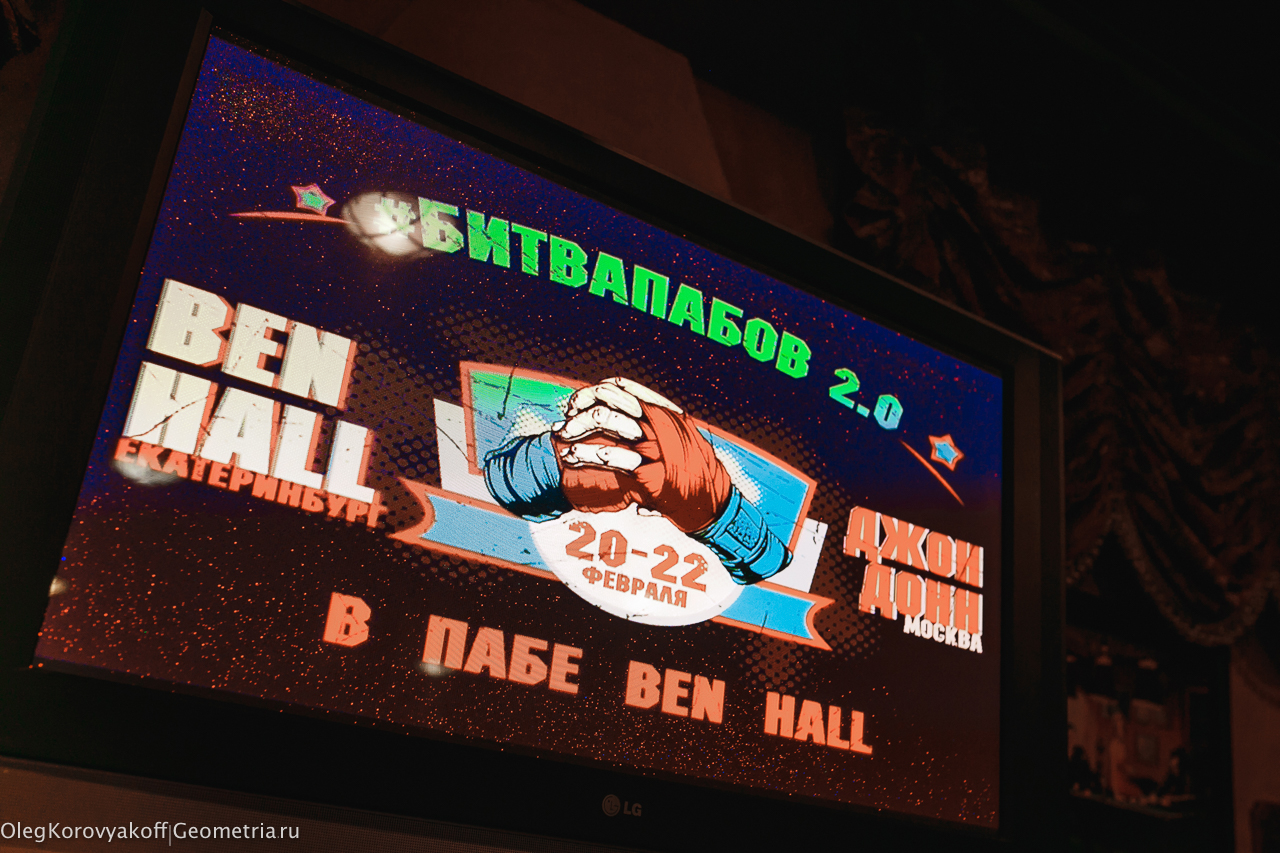 #БИТВАПАБОВ 2.0
BEN
HALL
ЕКАТЕРИНБУРГ
20-22
ФЕВРАЛЯ
ДЖОН
ДОНН
МОСКВА
В ПАБЕ BEN HALL
LG
OlegKorovyakoff|Geometria.ru